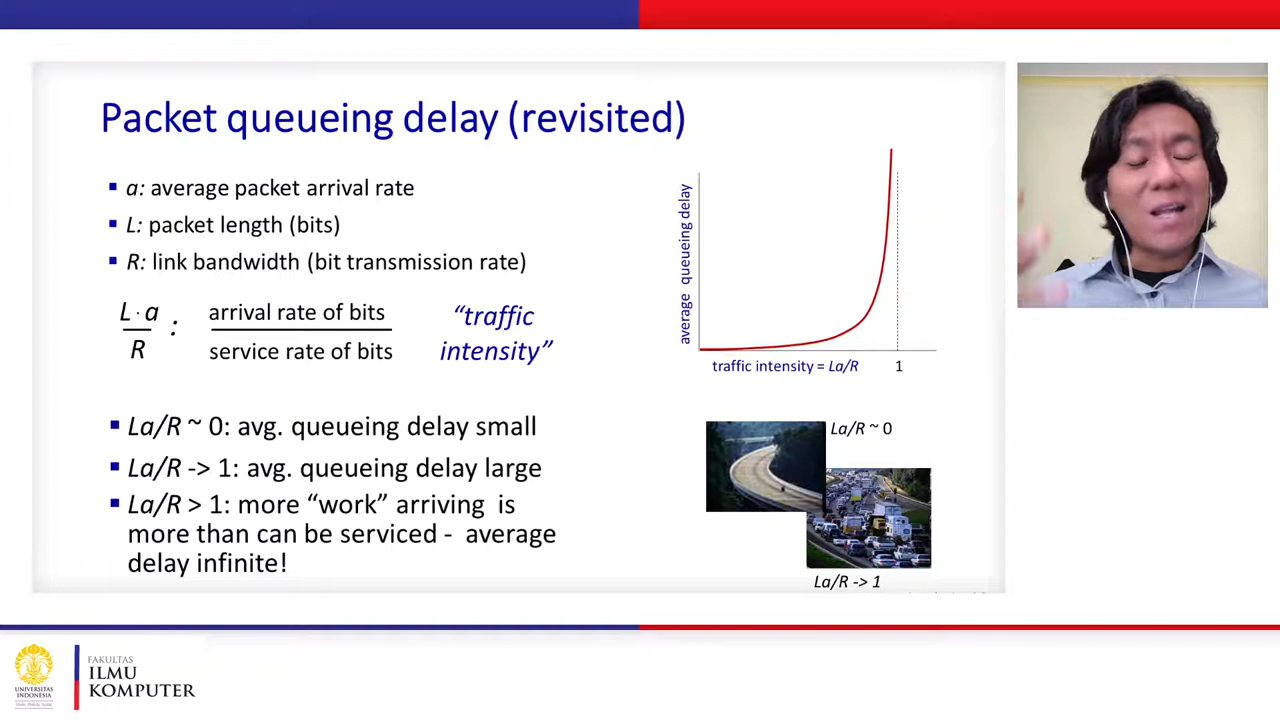 Packet queueing delay (revisited)
▪ a: average packet arrival rate
▪ L: packet length (bits)
▪ R: link bandwidth (bit transmission rate)
L · a
R
:
arrival rate of bits
service rate of bits
“traffic
intensity”
▪ La/R ~ 0: avg. queueing delay small
▪ La/R -> 1: avg. queueing delay large
▪ La/R > 1: more “work” arriving is
more than can be serviced - average
delay infinite!
average queueing delay
traffic intensity = La/R
1
La/R ~ 0
La/R -> 1
UNIVERSITAS
INDONESIA
FAKULTAS
ILMU
KOMPUTER